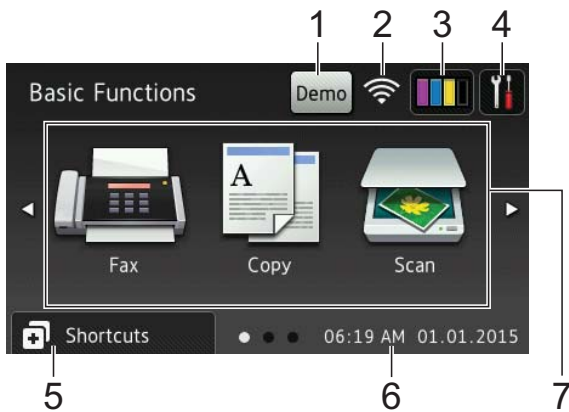 1 2 3 4
Basic Functions Demo
A
Fax Copy Scan
Shortcuts 06:19 AM 01.01.2015
5 6 7